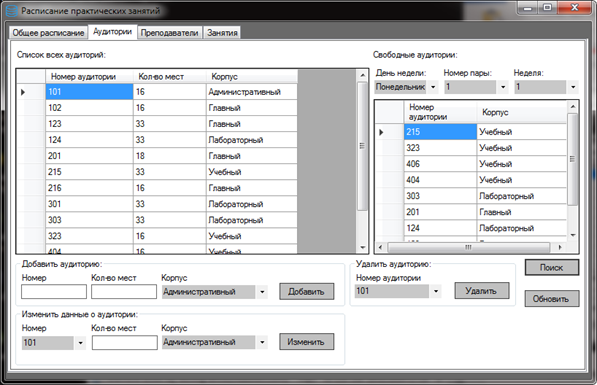 Расписание практических занятий
Общее расписание Аудитории Преподаватели Занятия
Список всех аудиторий:
Номер аудитории Кол-во мест Корпус
101 16 Административный
102 16 Главный
123 33 Главный
124 33 Лабораторный
201 18 Главный
215 33 Учебный
216 16 Главный
301 33 Лабораторный
303 33 Лабораторный
323 16 Учебный
404 16 Учебный
Свободные аудитории:
День недели: Номер пары: Неделя:
Понедельник 1 1
Номер
аудитории Корпус
215 Учебный
323 Учебный
406 Учебный
404 Учебный
303 Лабораторный
201 Главный
124 Лабораторный
Добавить аудиторию:
Номер Кол-во мест Корпус
Административный Добавить
Удалить аудиторию:
Номер аудитории
101 Удалить
Поиск
Обновить
Изменить данные о аудитории:
Номер Кол-во мест Корпус
101 Административный Изменить